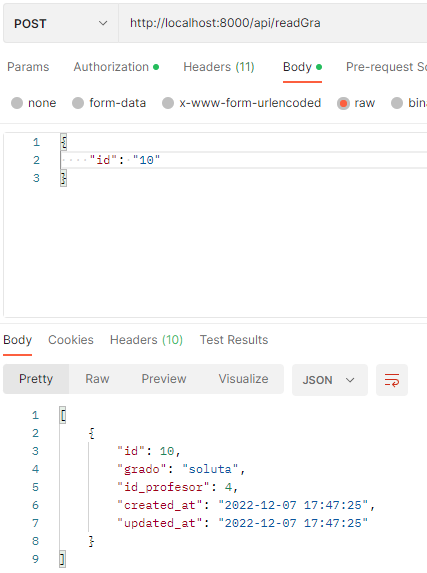 POST http://localhost:8000/api/readGra
Params Authorization Headers (11) Body Pre-request Sc
none form-data x-www-form-urlencoded raw bin
1 {
2 "id": "10"
3 }
Body Cookies Headers (10) Test Results
Pretty Raw Preview Visualize JSON
1 [
2 {
3 "id": 10,
4 "grado": "soluta",
5 "id_profesor": 4,
6 "created_at": "2022-12-07 17:47:25",
7 "updated_at": "2022-12-07 17:47:25"
8 }
9 ]